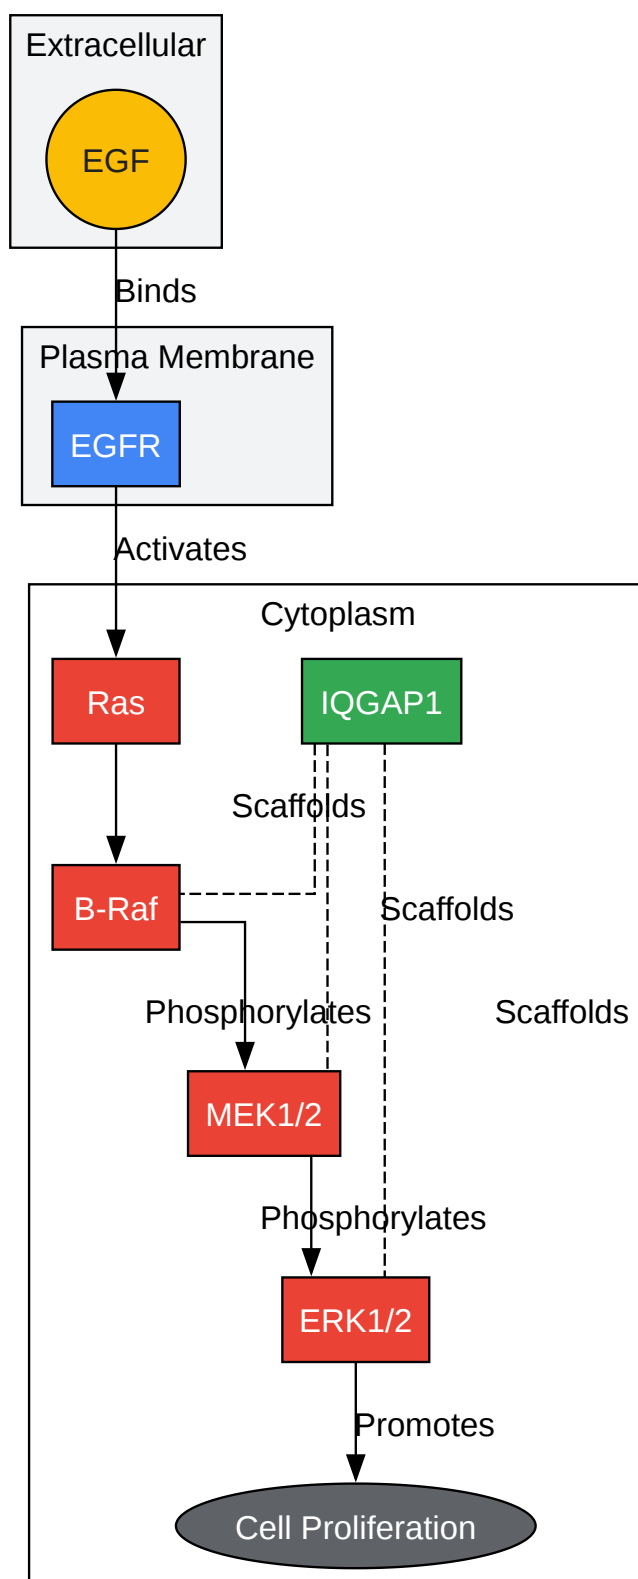 Extracellular
EGF
Binds
Plasma Membrane
EGFR
Activates
Cytoplasm
Ras
IQGAP1
Scaffolds
B-Raf
Scaffolds
Phosphorylates
Scaffolds
MEK1/2
Phosphorylates
ERK1/2
Promotes
Cell Proliferation